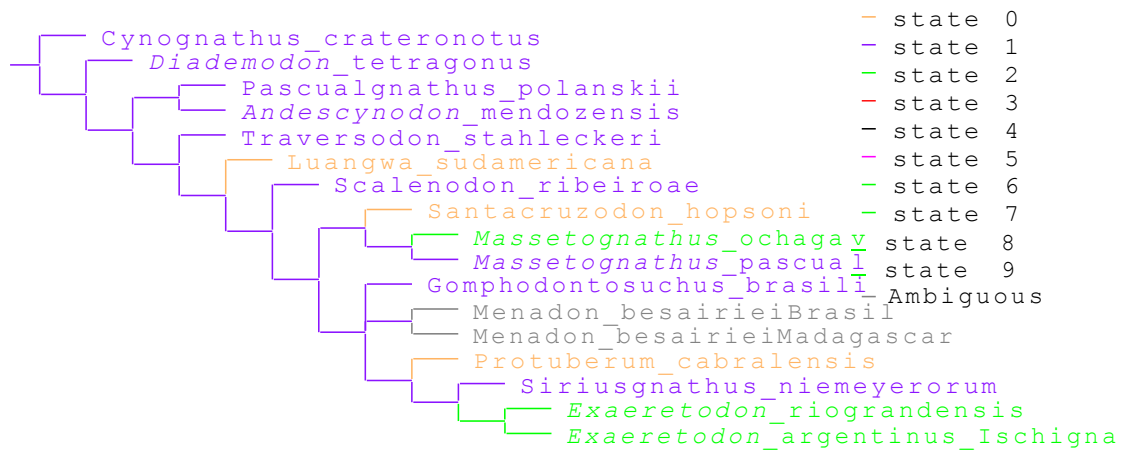 Cynognathus_crateronotus
Diademodon_tetragonus
Pascualgnathus_polanskii
Andescynodon_mendozensis
Traversodon_stahleckeri
Luangwa_sudamericana
Scalenodon_ribeiroae
Santacruzodon_hopsoni
Massetognathus_ochagav
Massetognathus_pascual
Gomphodontosuchus_brasili
Menadon_besairieiBrasil
Menadon_besairieiMadagascar
Protuberum_cabralensis
Siriusgnathus_niemeyerorum
Exaeretodon_riograndensis
Exaeretodon_argentinus_Ischigna
state 0
state 1
state 2
state 3
state 4
state 5
state 6
state 7
state 8
state 9
Ambiguous